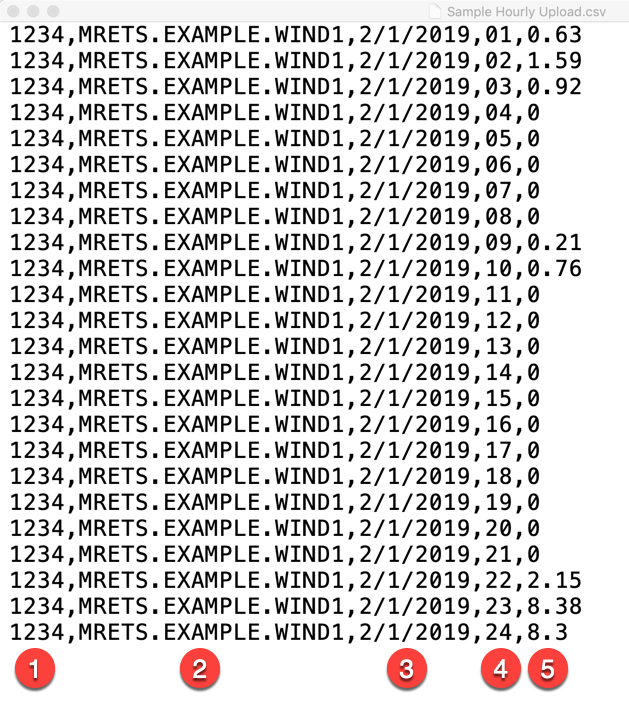 Sample Hourly Upload.csv
1234,MRETS.EXAMPLE.WIND1,2/1/2019,01,0.63
1234,MRETS.EXAMPLE.WIND1,2/1/2019,02,1.59
1234,MRETS.EXAMPLE.WIND1,2/1/2019,03,0.92
1234,MRETS.EXAMPLE.WIND1,2/1/2019,04,0
1234,MRETS.EXAMPLE.WIND1,2/1/2019,05,0
1234,MRETS.EXAMPLE.WIND1,2/1/2019,06,0
1234,MRETS.EXAMPLE.WIND1,2/1/2019,07,0
1234,MRETS.EXAMPLE.WIND1,2/1/2019,08,0
1234,MRETS.EXAMPLE.WIND1,2/1/2019,09,0.21
1234,MRETS.EXAMPLE.WIND1,2/1/2019,10,0.76
1234,MRETS.EXAMPLE.WIND1,2/1/2019,11,0
1234,MRETS.EXAMPLE.WIND1,2/1/2019,12,0
1234,MRETS.EXAMPLE.WIND1,2/1/2019,13,0
1234,MRETS.EXAMPLE.WIND1,2/1/2019,14,0
1234,MRETS.EXAMPLE.WIND1,2/1/2019,15,0
1234,MRETS.EXAMPLE.WIND1,2/1/2019,16,0
1234,MRETS.EXAMPLE.WIND1,2/1/2019,17,0
1234,MRETS.EXAMPLE.WIND1,2/1/2019,18,0
1234,MRETS.EXAMPLE.WIND1,2/1/2019,19,0
1234,MRETS.EXAMPLE.WIND1,2/1/2019,20,0
1234,MRETS.EXAMPLE.WIND1,2/1/2019,21,0
1234,MRETS.EXAMPLE.WIND1,2/1/2019,22,2.15
1234,MRETS.EXAMPLE.WIND1,2/1/2019,23,8.38
1234,MRETS.EXAMPLE.WIND1,2/1/2019,24,8.3
1 2 3 4 5